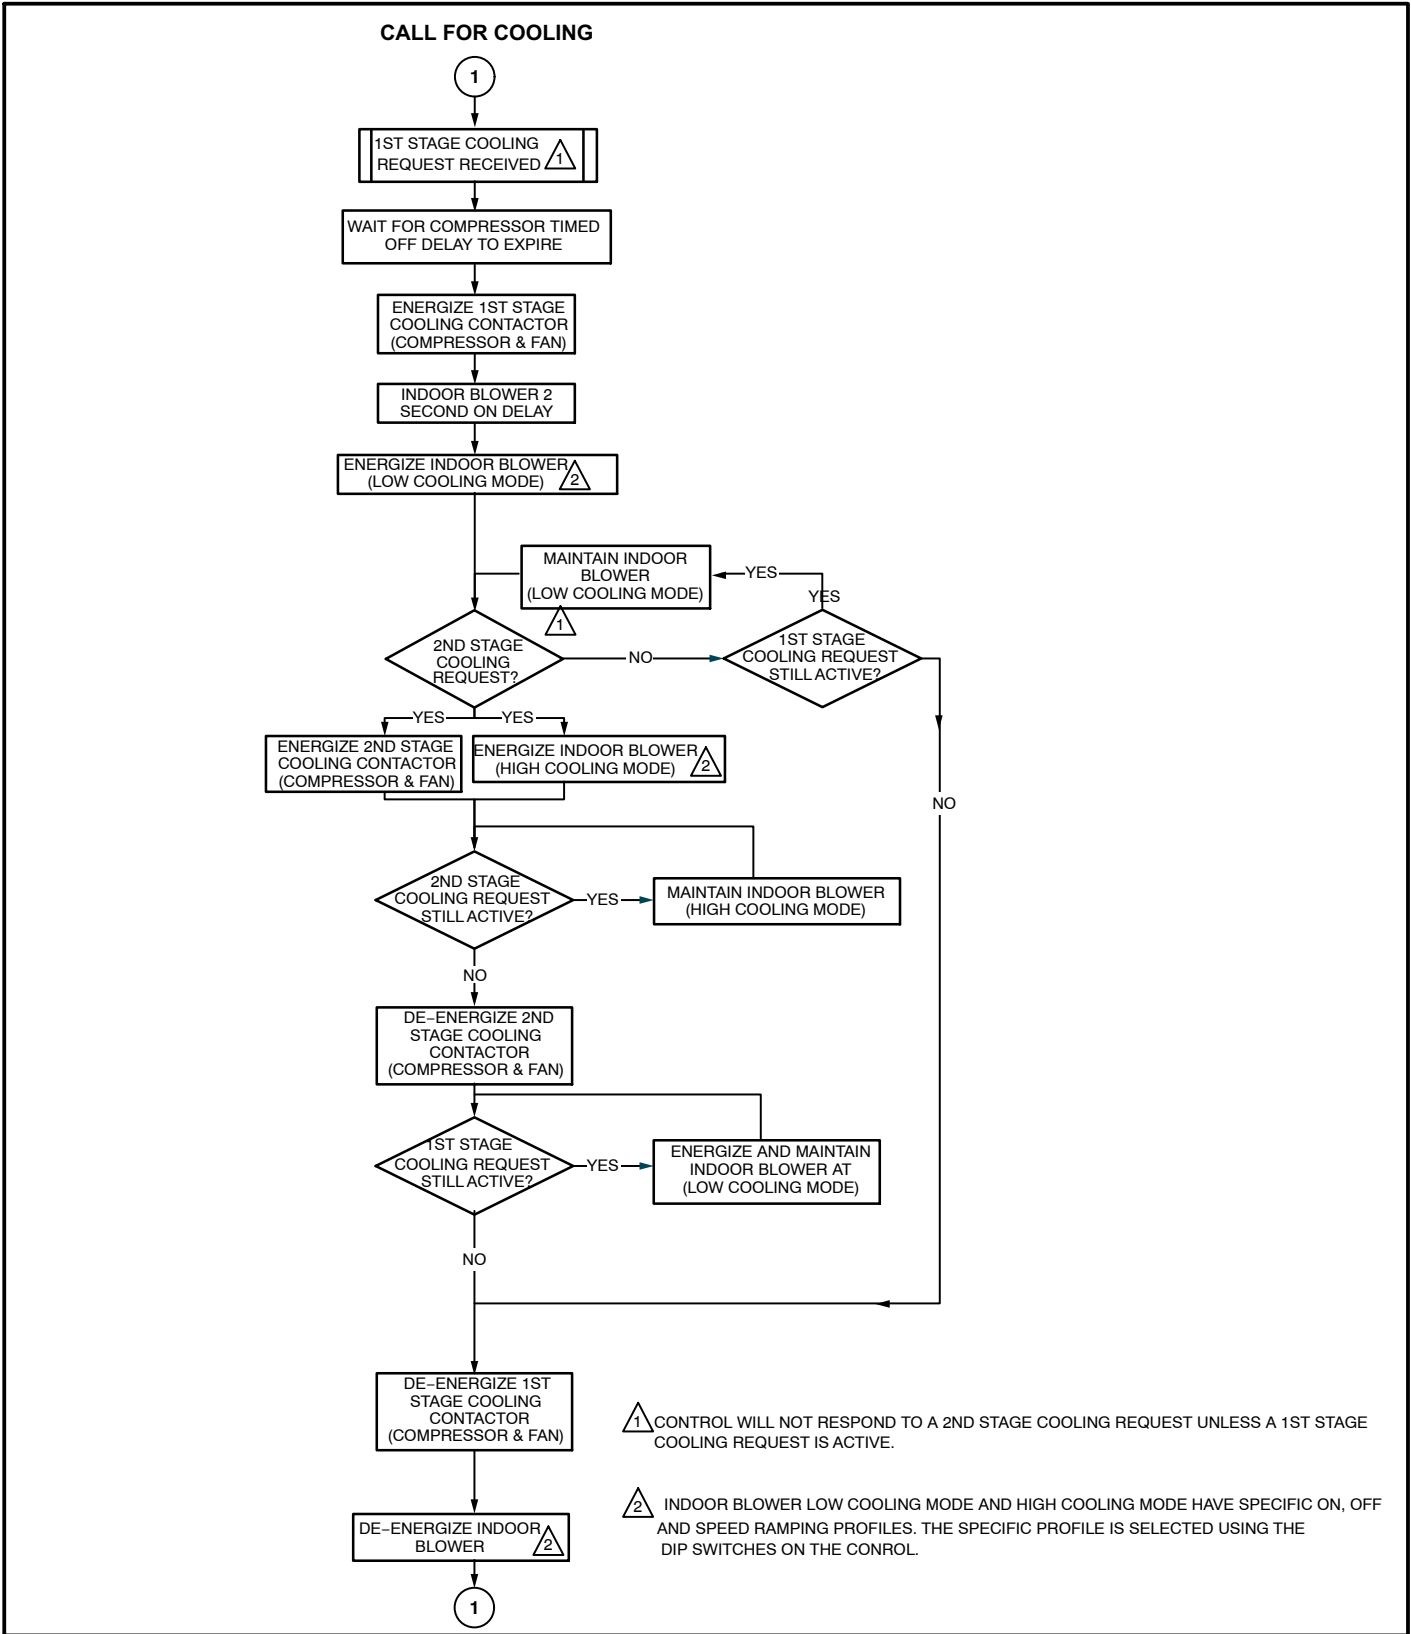 CALL FOR COOLING
1
1ST STAGE COOLING
REQUEST RECEIVED 1
WAIT FOR COMPRESSOR TIMED
OFF DELAY TO EXPIRE
ENERGIZE 1ST STAGE
COOLING CONTACTOR
(COMPRESSOR & FAN)
INDOOR BLOWER 2
SECOND ON DELAY
ENERGIZE INDOOR BLOWER
(LOW COOLING MODE) 2
MAINTAIN INDOOR
BLOWER
(LOW COOLING MODE)
1
YES
YES
2ND STAGE
COOLING
REQUEST?
NO
1ST STAGE
COOLING REQUEST
STILL ACTIVE?
YES
YES
ENERGIZE 2ND STAGE
COOLING CONTACTOR
(COMPRESSOR & FAN)
ENERGIZE INDOOR BLOWER
(HIGH COOLING MODE) 2
NO
2ND STAGE
COOLING REQUEST
STILL ACTIVE?
YES
MAINTAIN INDOOR BLOWER
(HIGH COOLING MODE)
NO
DE–ENERGIZE 2ND
STAGE COOLING
CONTACTOR
(COMPRESSOR & FAN)
1ST STAGE
COOLING REQUEST
STILL ACTIVE?
YES
ENERGIZE AND MAINTAIN
INDOOR BLOWER AT
(LOW COOLING MODE)
NO
DE–ENERGIZE 1ST
STAGE COOLING
CONTACTOR
(COMPRESSOR & FAN)
DE–ENERGIZE INDOOR
BLOWER 2
1
1 CONTROL WILL NOT RESPOND TO A 2ND STAGE COOLING REQUEST UNLESS A 1ST STAGE
COOLING REQUEST IS ACTIVE.
2 INDOOR BLOWER LOW COOLING MODE AND HIGH COOLING MODE HAVE SPECIFIC ON, OFF
AND SPEED RAMPING PROFILES. THE SPECIFIC PROFILE IS SELECTED USING THE
DIP SWITCHES ON THE CONROL.